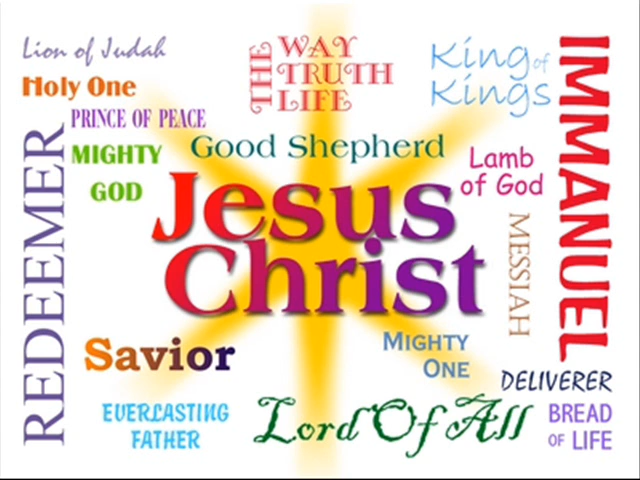 Lion of Judah
Holy One
PRINCE OF PEACE
MIGHTY
GOD
REDEEMER
THE
WAY
TRUTH
LIFE
King of
Kings
IMMANUEL
Good Shepherd
Lamb
of God
Jesus
Christ
MESSIAH
Savior
MIGHTY
ONE
DELIVERER
EVERLASTING
FATHER
Lord Of All
BREAD
OF LIFE